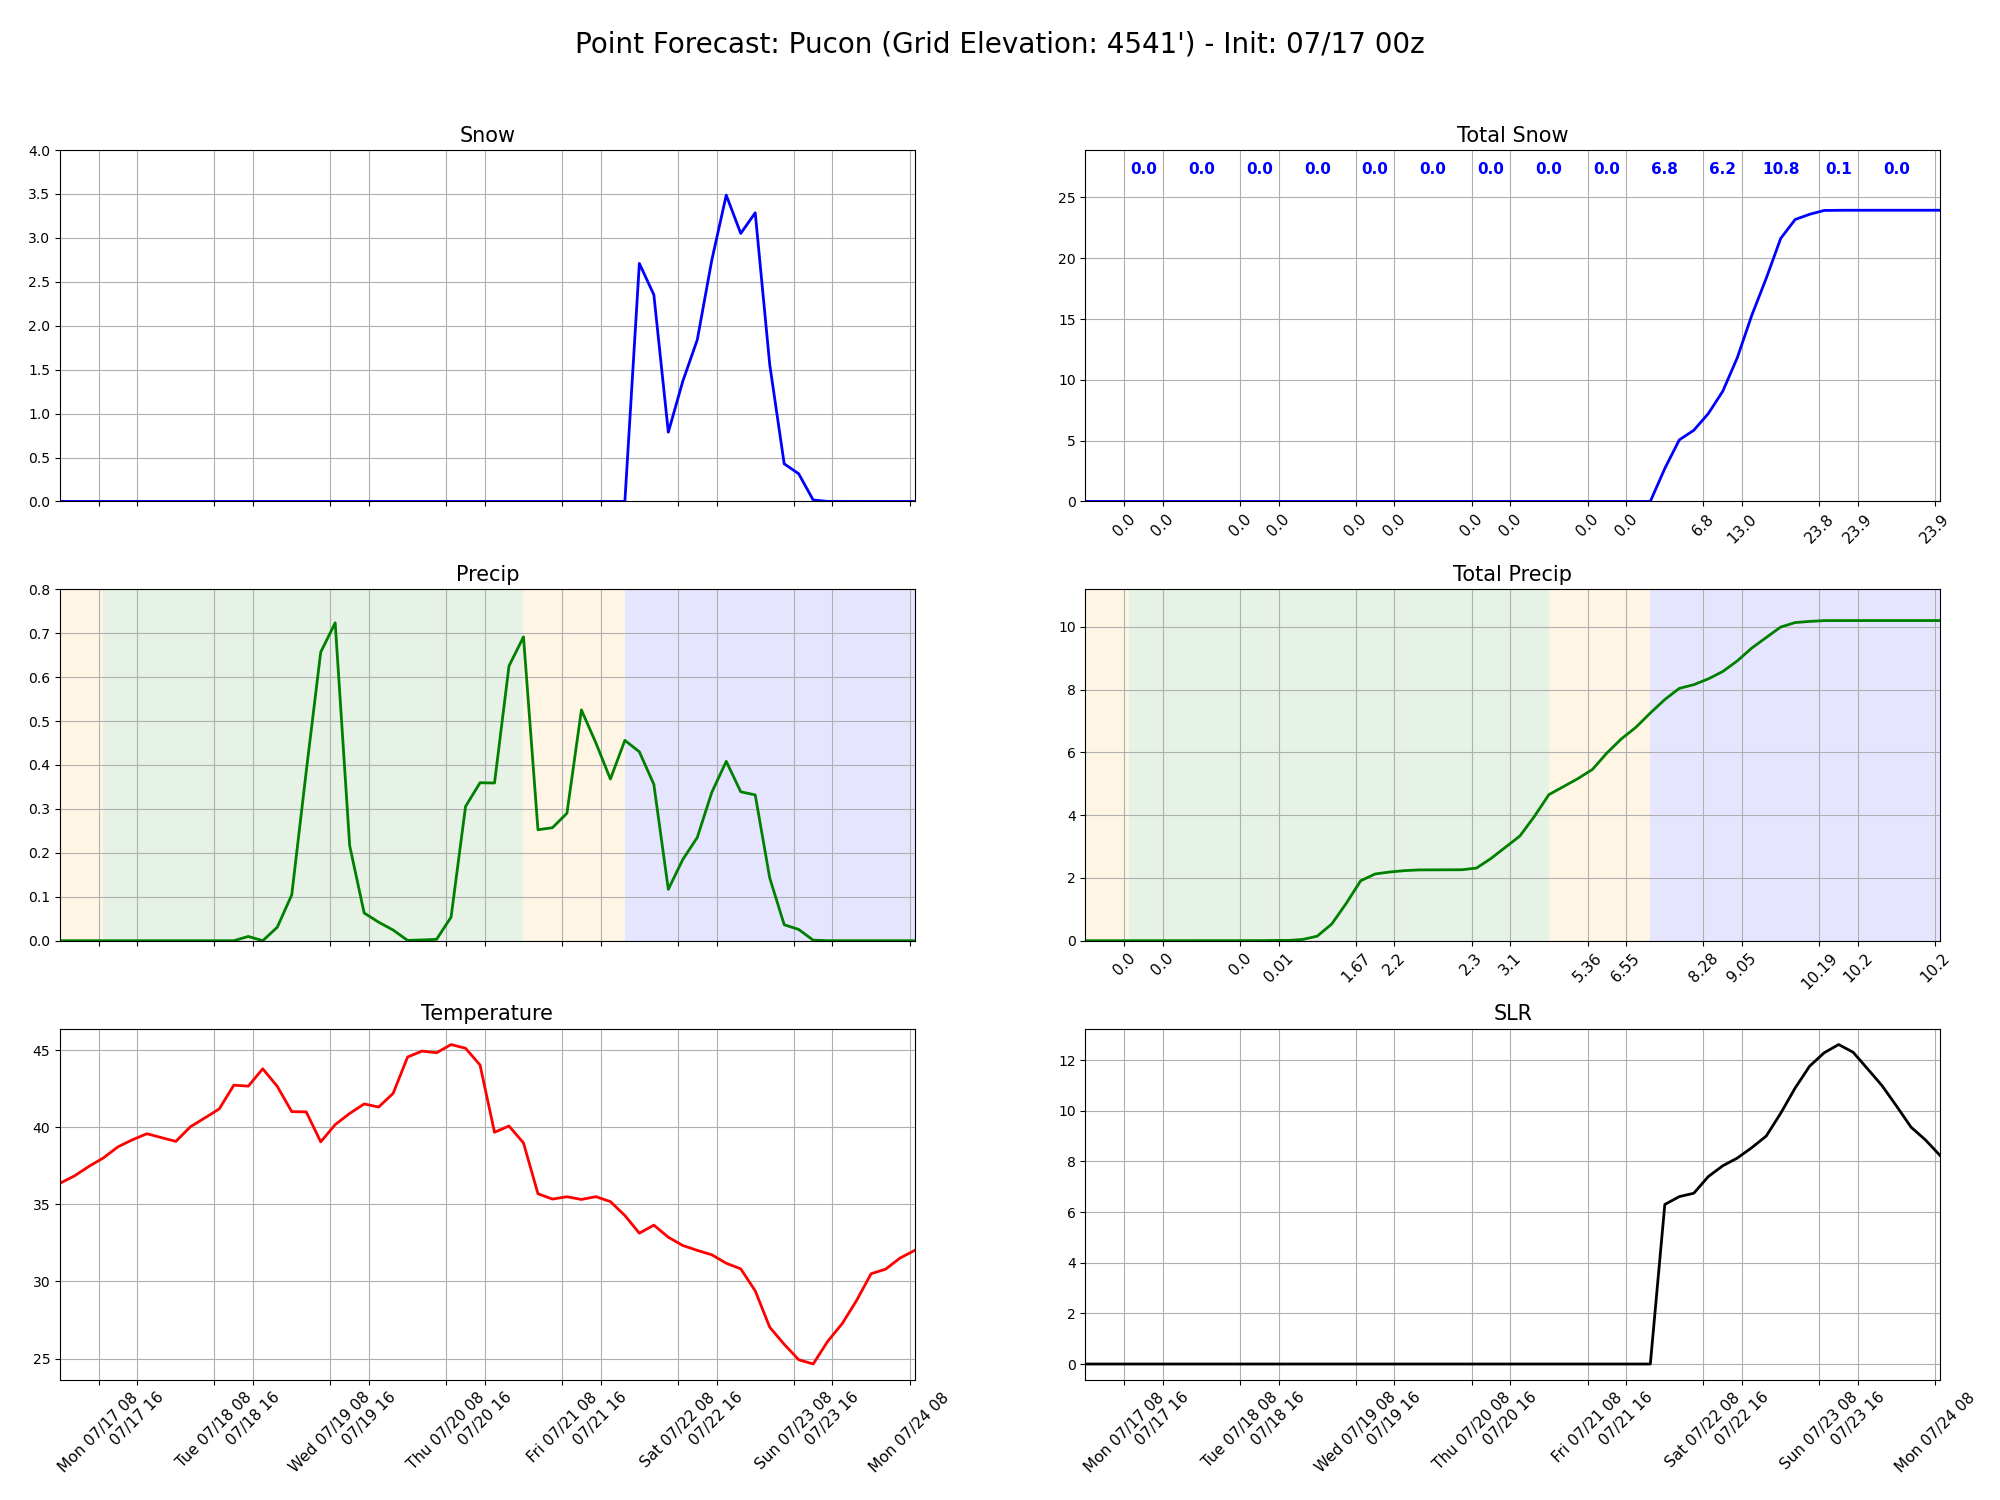 Point Forecast: Pucon (Grid Elevation: 4541') - Init: 07/17 00z
Snow
4.0
3.5
3.0
2.5
2.0
1.5
1.0
0.5
0.0
Total Snow
0.0 0.0 0.0 0.0 0.0 0.0 0.0 0.0 0.0 6.8 6.2 10.8 0.1 0.0
25
20
15
10
5
0
0.0 0.0 0.0 0.0 0.0 0.0 0.0 0.0 0.0 0.0 6.8 13.0 23.8 23.9 23.9
Precip
0.8
0.7
0.6
0.5
0.4
0.3
0.2
0.1
0.0
Total Precip
10
8
6
4
2
0
0.0 0.0 0.0 0.01 1.67 2.2 2.3 3.1 5.36 6.55 8.28 9.05 10.19 10.2 10.2
Temperature
45
40
35
30
25
Mon 07/17 08
07/17 16
Tue 07/18 08
07/18 16
Wed 07/19 08
07/19 16
Thu 07/20 08
07/20 16
Fri 07/21 08
07/21 16
Sat 07/22 08
07/22 16
Sun 07/23 08
07/23 16
Mon 07/24 08
SLR
12
10
8
6
4
2
0
Mon 07/17 08
07/17 16
Tue 07/18 08
07/18 16
Wed 07/19 08
07/19 16
Thu 07/20 08
07/20 16
Fri 07/21 08
07/21 16
Sat 07/22 08
07/22 16
Sun 07/23 08
07/23 16
Mon 07/24 08